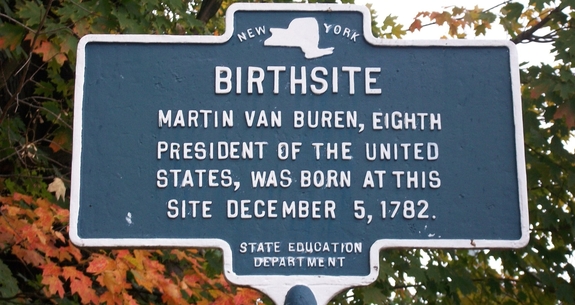 NEW YORK
BIRTHSITE
MARTIN VAN BUREN, EIGHTH
PRESIDENT OF THE UNITED
STATES, WAS BORN AT THIS
SITE DECEMBER 5, 1782.
STATE EDUCATION
DEPARTMENT